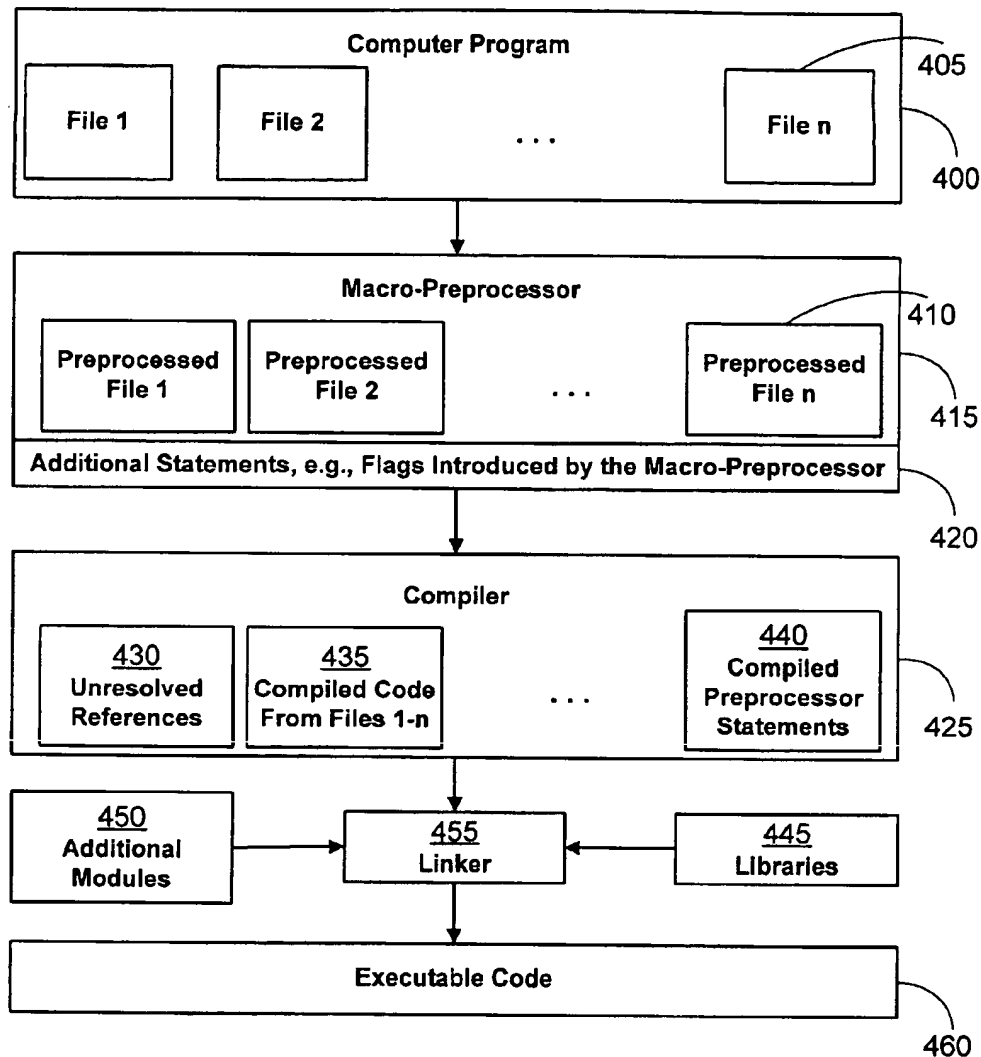 Computer Program
405
File 1
File 2
. . .
File n
400
Macro-Preprocessor
410
Preprocessed
File 1
Preprocessed
File 2
. . .
Preprocessed
File n
415
Additional Statements, e.g., Flags Introduced by the Macro-Preprocessor
420
Compiler
430
Unresolved
References
435
Compiled Code
From Files 1-n
. . .
440
Compiled
Preprocessor
Statements
425
450
Additional
Modules
455
Linker
445
Libraries
Executable Code
460